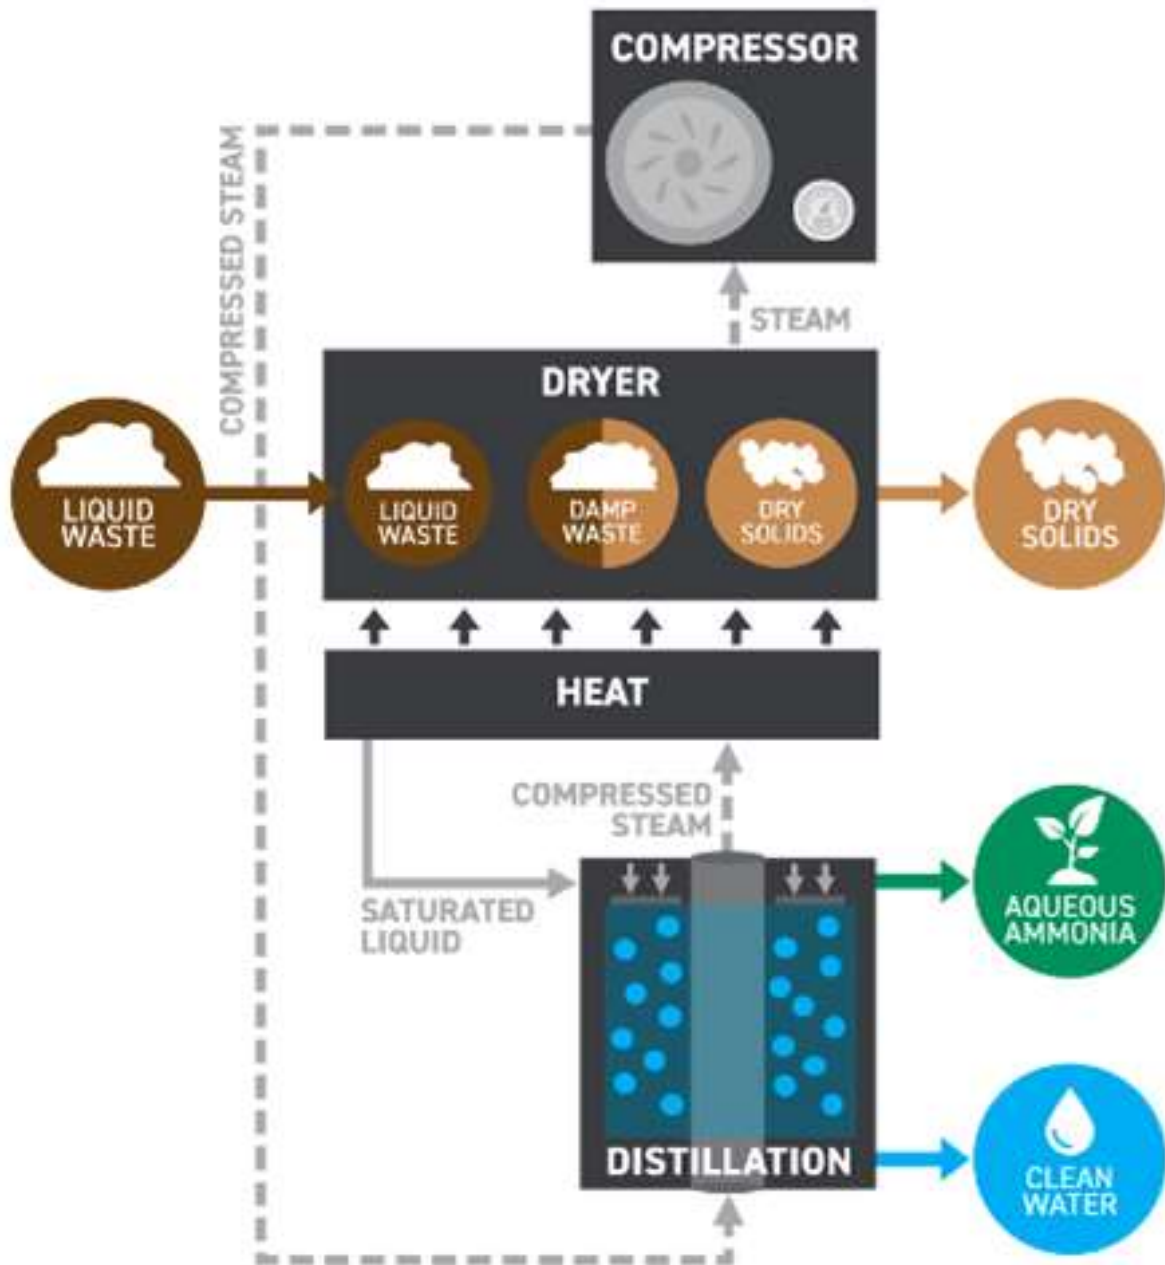 COMPRESSOR
COMPRESSED STEAM
STEAM
DRYER
LIQUID
WASTE
LIQUID
WASTE
DAMP
WASTE
DRY
SOLIDS
DRY
SOLIDS
HEAT
COMPRESSED
STEAM
SATURATED
LIQUID
AQUEOUS
AMMONIA
DISTILLATION
CLEAN
WATER